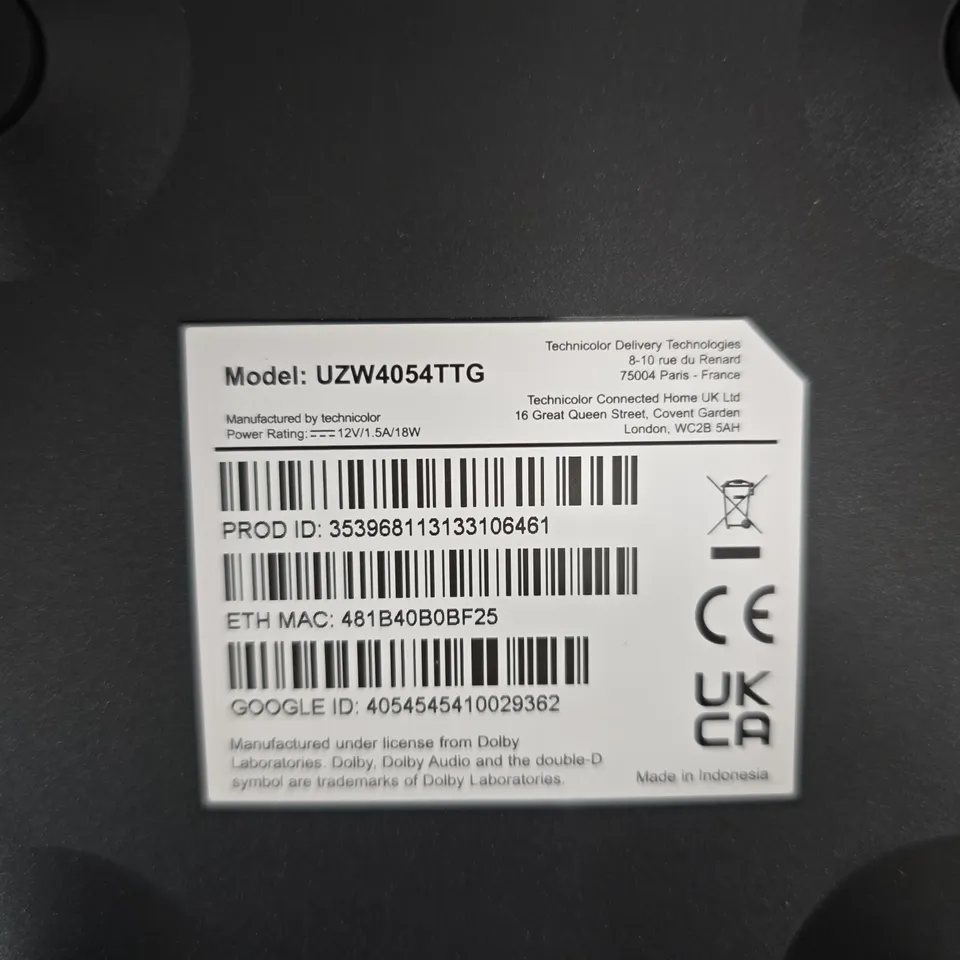 Model: UZW4054TTG
Manufactured by technicolor
Power Rating: 12V/1.5A/18W
Technicolor Delivery Technologies
8-10 rue du Renard
75004 Paris - France
Technicolor Connected Home UK Ltd
16 Great Queen Street, Covent Garden
London, WC2B 5AH
PROD ID: 353968113133106461
ETH MAC: 481B40B0BF25
GOOGLE ID: 4054545410029362
CE
UK
CA
Manufactured under license from Dolby
Laboratories. Dolby, Dolby Audio and the double-D
symbol are trademarks of Dolby Laboratories.
Made in Indonesia